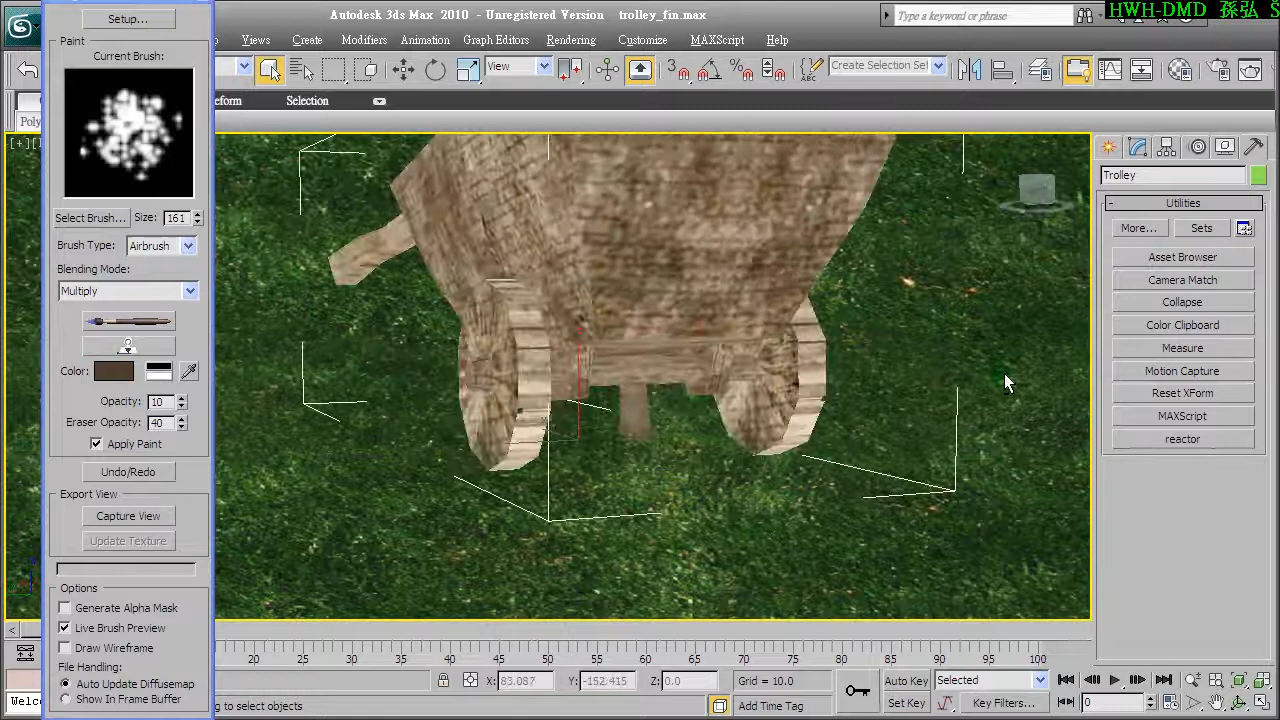 Autodesk 3ds Max 2010 - Unregistered Version trolley_fin.max
Type a keyword or phrase
HWH-DMD 孫弘 S
Views Create Modifiers Animation Graph Editors Rendering Customize MAXScript Help
View
3
Create Selection Sel
eform Selection
Poly
[+][
Setup...
Paint
Current Brush:
Select Brush... Size: 161
Brush Type: Airbrush
Blending Mode:
Multiply
Color:
Opacity: 10
Eraser Opacity: 40
Apply Paint
Undo/Redo
Export View
Capture View
Update Texture
Options
Generate Alpha Mask
Live Brush Preview
Draw Wireframe
File Handling:
Auto Update Diffusemap
Show In Frame Buffer
Trolley
- Utilities
More... Sets
Asset Browser
Camera Match
Collapse
Color Clipboard
Measure
Motion Capture
Reset XForm
MAXScript
reactor
<
20 25 30 35 40 45 50 55 60 65 70 75 80 85 90 95 100
X: 83.087 Y: -152.415 Z: 0.0 Grid = 10.0
Auto Key Selected
Welc
g to select objects
Add Time Tag
Set Key Key Filters... 0